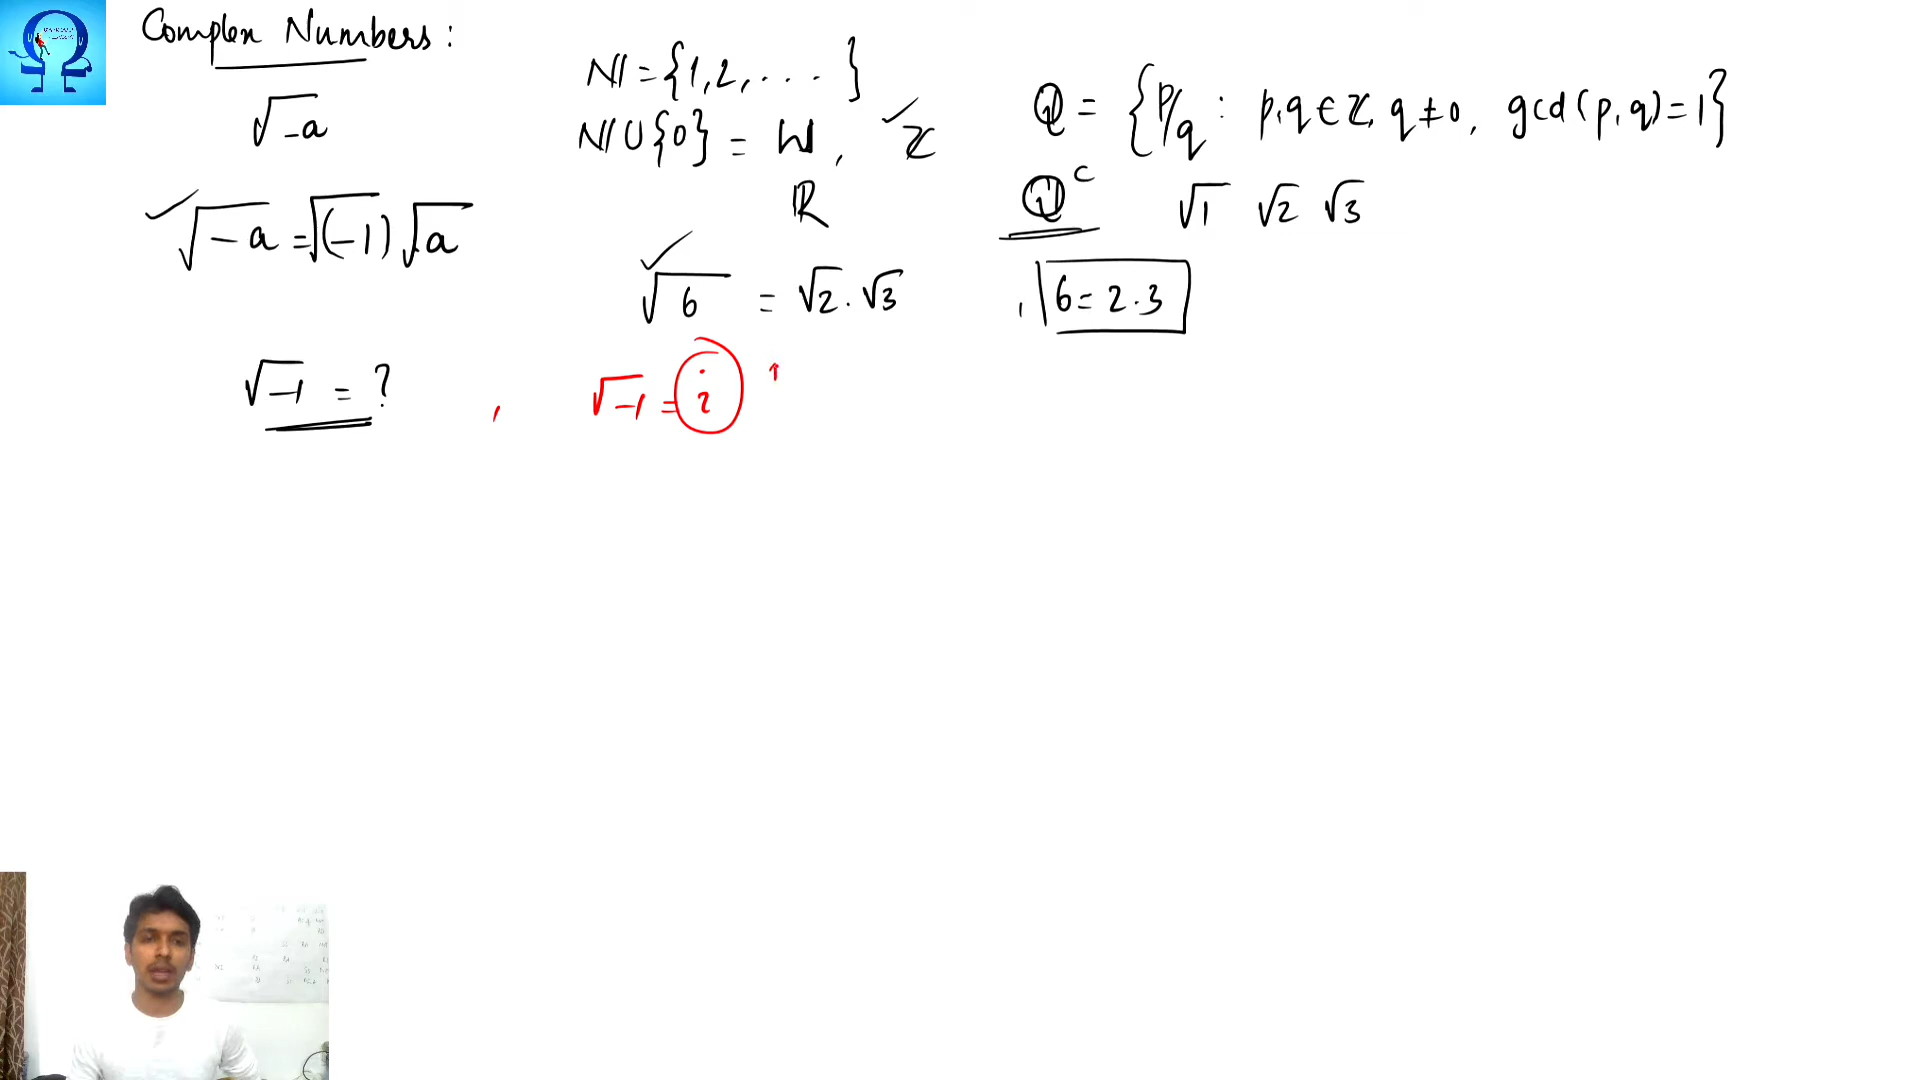 Complex Numbers:
√-a
√-a = √(-1) √a
√-1 = ?
, √-1 = i ↑
ℕ = {1, 2, . . . . }
ℕ ∪ {0} = W, ✓ ℤ
ℝ
✓ √6 = √2 . √3 , 6 = 2 . 3
ℚ = {p/q : p, q ∈ ℤ, q ≠ 0, gcd(p, q) = 1}
ℚᶜ √1 √2 √3